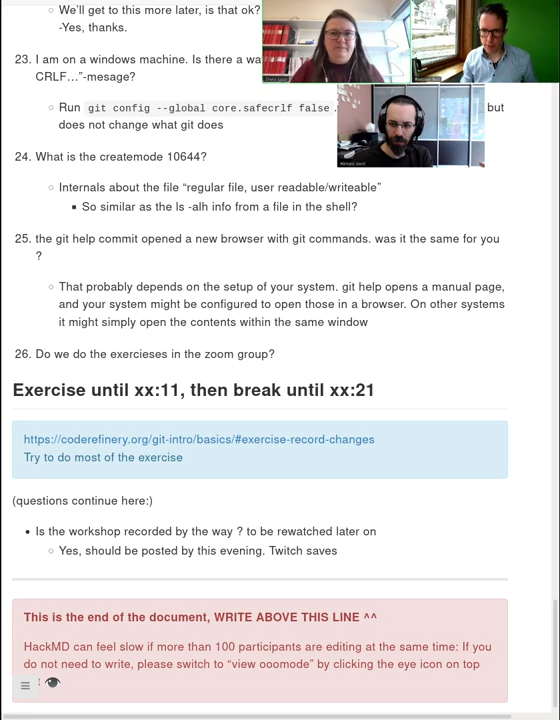 We'll get to this more later, is that ok?
-Yes, thanks.
23. I am on a windows machine. Is there a wa
CRLF…"-mesage?
Run git config --global core.safecrlf false . but
does not change what git does
24. What is the createmode 10644?
Internals about the file “regular file, user readable/writeable”
So similar as the ls -alh info from a file in the shell?
25. the git help commit opened a new browser with git commands. was it the same for you
?
That probably depends on the setup of your system. git help opens a manual page,
and your system might be configured to open those in a browser. On other systems
it might simply open the contents within the same window
26. Do we do the exercieses in the zoom group?
Exercise until xx:11, then break until xx:21
https://coderefinery.org/git-intro/basics/#exercise-record-changes
Try to do most of the exercise
(questions continue here:)
Is the workshop recorded by the way ? to be rewatched later on
Yes, should be posted by this evening. Twitch saves
This is the end of the document, WRITE ABOVE THIS LINE ^^
HackMD can feel slow if more than 100 participants are editing at the same time: If you
do not need to write, please switch to “view ooomode” by clicking the eye icon on top